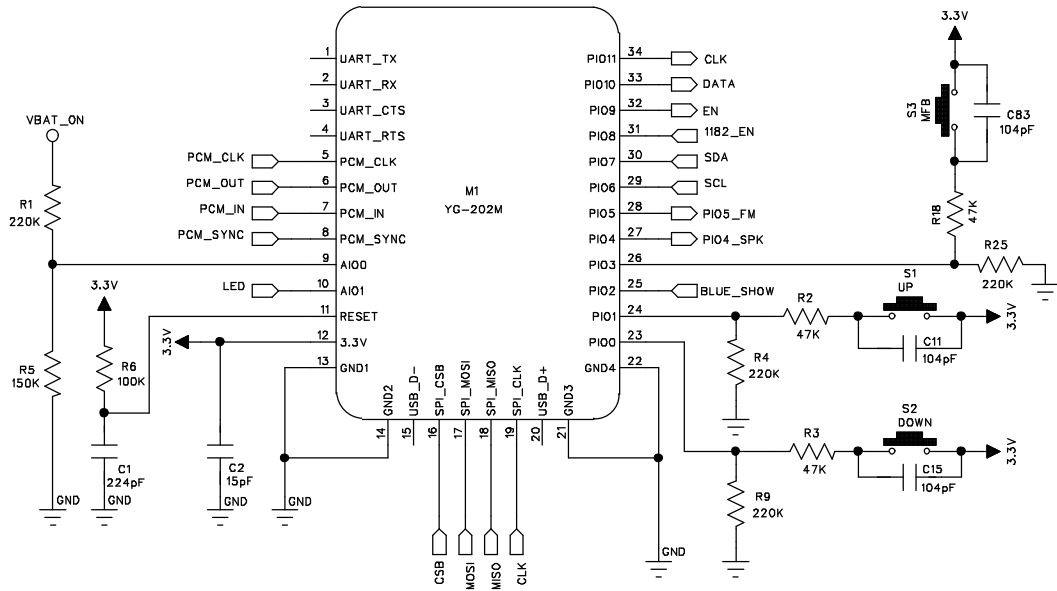 3.3V
1 UART_TX
2 UART_RX
3 UART_CTS
4 UART_RTS
PCM_CLK 5 PCM_CLK
PCM_OUT 6 PCM_OUT
PCM_IN 7 PCM_IN
PCM_SYNC 8 PCM_SYNC
9 AIO0
LED 10 AIO1
11 RESET
12 3.3V
13 GND1
M1
YG-202M
PIO11 34 CLK
PIO10 33 DATA
PIO9 32 EN
PIO8 31 1182_EN
PIO7 30 SDA
PIO6 29 SCL
PIO5 28 PIO5_FM
PIO4 27 PIO4_SPK
PIO3 26
PIO2 25 BLUE_SHOW
PIO1 24
PIO0 23
GND4 22
GND2 14
USB_D- 15
SPI_CSB 16
SPI_MOSI 17
SPI_MISO 18
SPI_CLK 19
USB_D+ 20
GND3 21
VBAT_ON
R1
220K
3.3V
R5
150K
R6
100K
3.3V
C1
224pF
C2
15pF
GND
GND
GND
GND
CSB
MOSI
MISO
CLK
GND
S3
MFB
C83
104pF
R18
47K
R25
220K
S1
UP
R2
47K
C11
104pF
3.3V
R4
220K
S2
DOWN
R3
47K
C15
104pF
3.3V
R9
220K